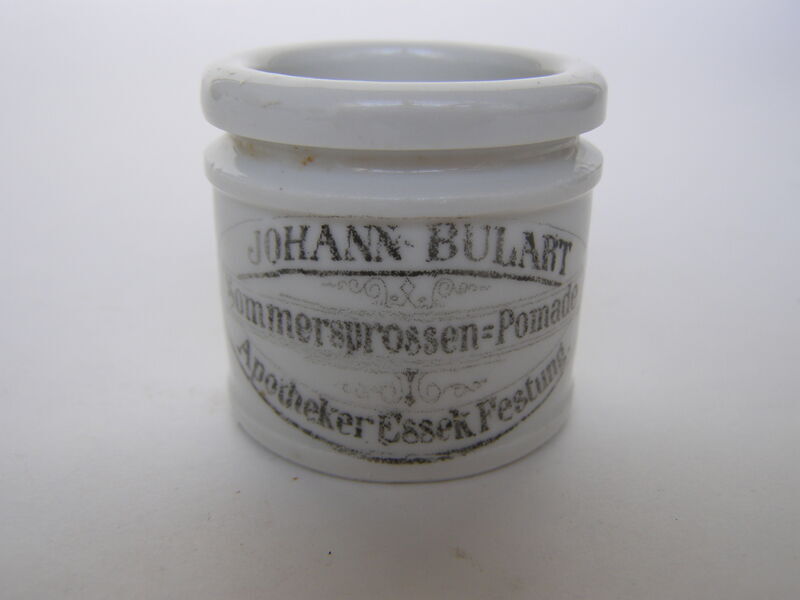 JOHANN BULART
Sommersprossen=Pomade
Apotheker Essek Festung